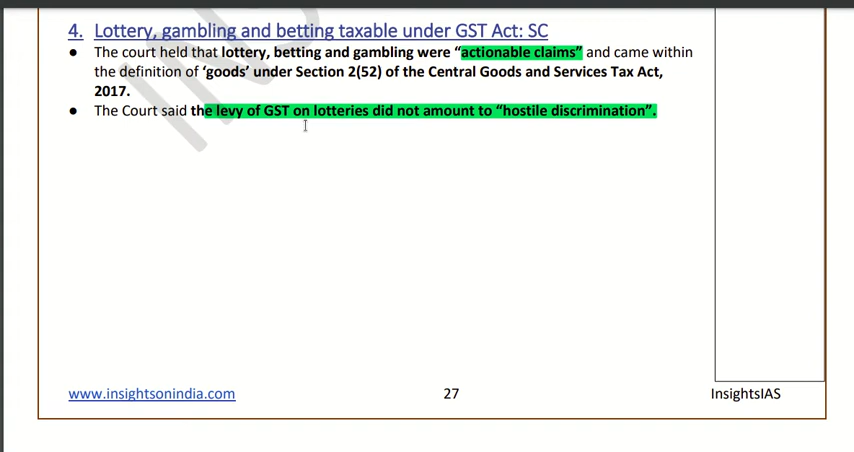 4. Lottery, gambling and betting taxable under GST Act: SC
● The court held that lottery, betting and gambling were “actionable claims” and came within
the definition of ‘goods’ under Section 2(52) of the Central Goods and Services Tax Act,
2017.
● The Court said the levy of GST on lotteries did not amount to “hostile discrimination”.
www.insightsonindia.com 27 InsightsIAS